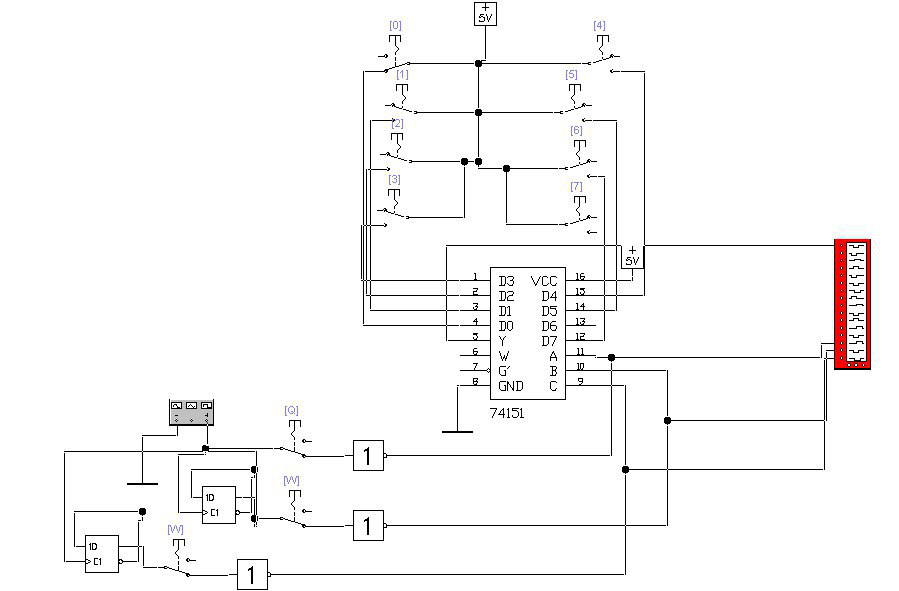 +
5V
[0]
[4]
[1]
[5]
[2]
[6]
[3]
[7]
+
5V
1 D3 VCC 16
2 D2 D4 15
3 D1 D5 14
4 D0 D6 13
5 Y D7 12
6 W A 11
7 G' B 10
8 GND C 9
74151
[Q]
1
1D
C1
[W]
1
1D
C1
[W]
1